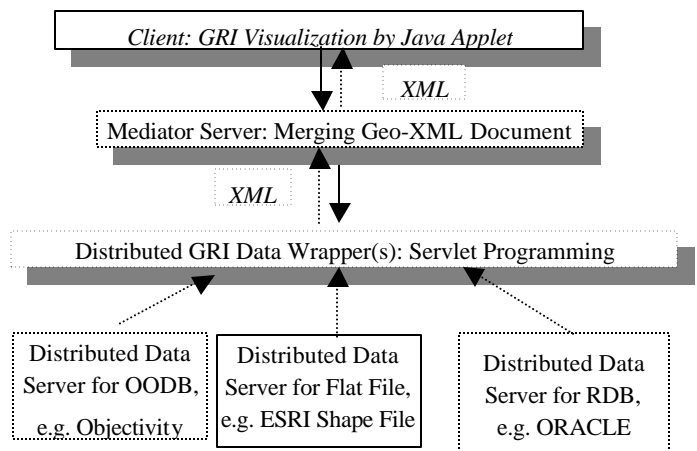 Client: GRI Visualization by Java Applet
XML
Mediator Server: Merging Geo-XML Document
XML
Distributed GRI Data Wrapper(s): Servlet Programming
Distributed Data
Server for OODB,
e.g. Objectivity
Distributed Data
Server for Flat File,
e.g. ESRI Shape File
Distributed Data
Server for RDB,
e.g. ORACLE